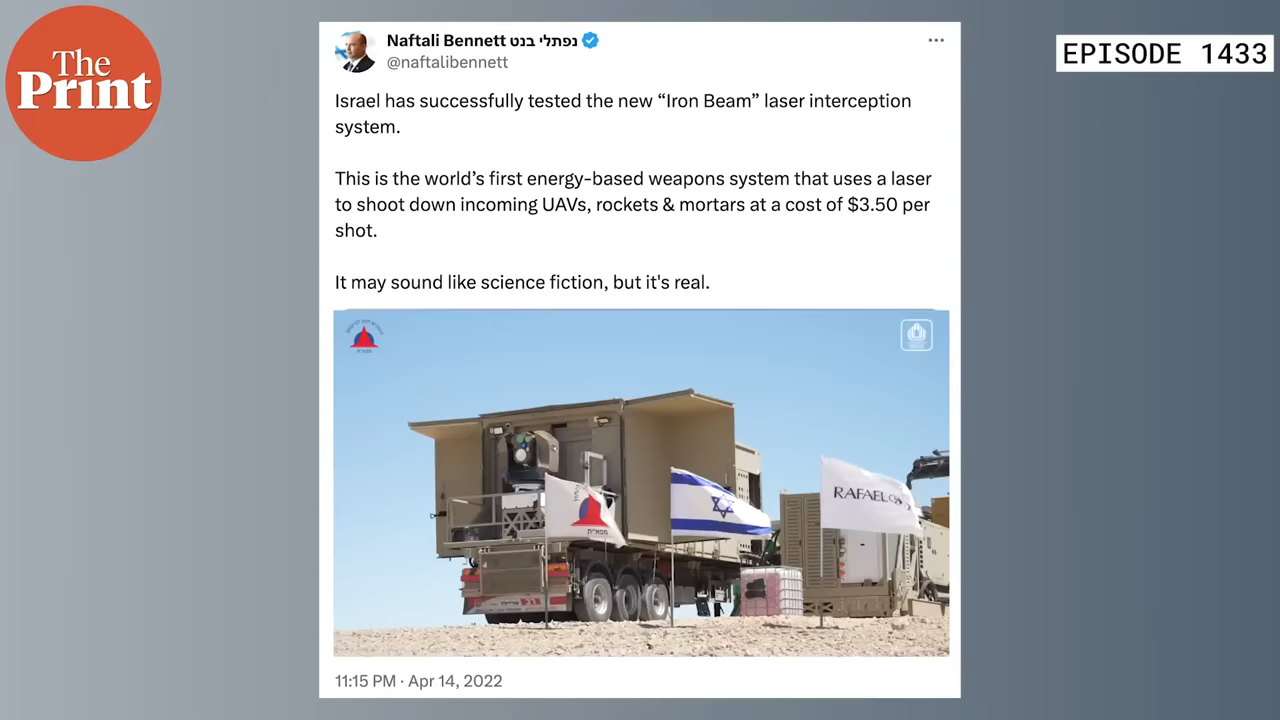 The
Print
EPISODE 1433
Naftali Bennett נפתלי בנט
@naftalibennett
Israel has successfully tested the new “Iron Beam” laser interception
system.
This is the world’s first energy-based weapons system that uses a laser
to shoot down incoming UAVs, rockets & mortars at a cost of $3.50 per
shot.
It may sound like science fiction, but it's real.
RAFAEL
11:15 PM · Apr 14, 2022